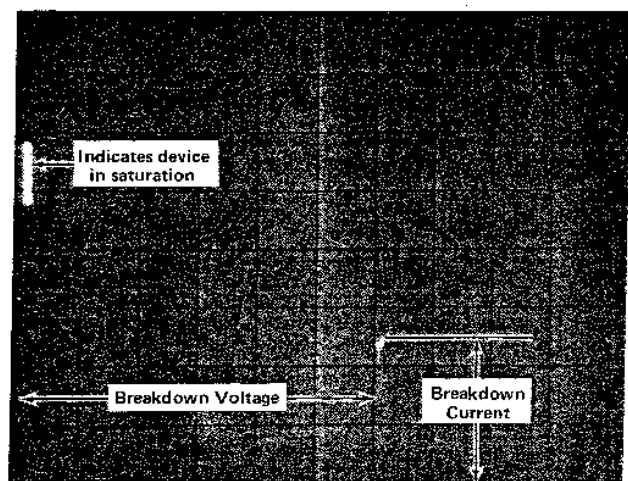 Indicates device
in saturation
Breakdown Voltage
Breakdown
Current